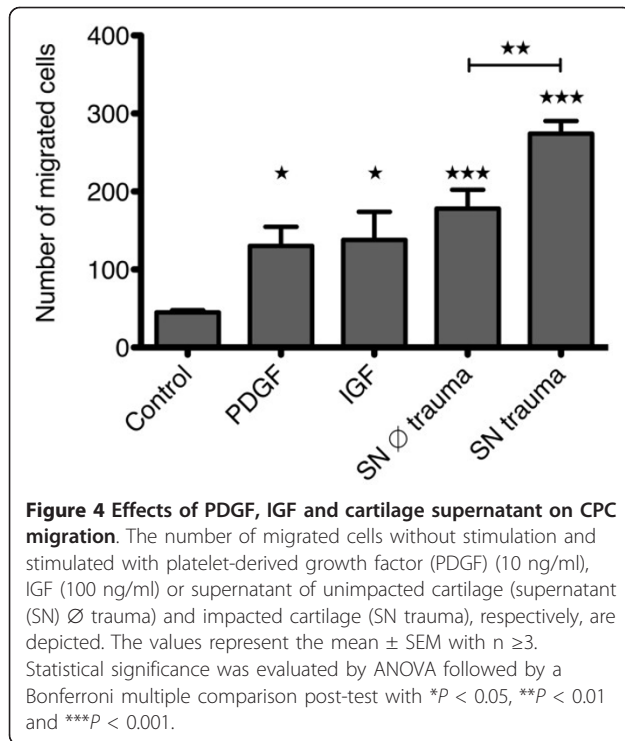 400
300
200
100
0
Number of migrated cells
★
★
★★★
★★
★★★
Control
PDGF
IGF
SN Ø trauma
SN trauma
Figure 4 Effects of PDGF, IGF and cartilage supernatant on CPC
migration. The number of migrated cells without stimulation and
stimulated with platelet-derived growth factor (PDGF) (10 ng/ml),
IGF (100 ng/ml) or supernatant of unimpacted cartilage (supernatant
(SN) Ø trauma) and impacted cartilage (SN trauma), respectively, are
depicted. The values represent the mean ± SEM with n ≥3.
Statistical significance was evaluated by ANOVA followed by a
Bonferroni multiple comparison post-test with *P < 0.05, **P < 0.01
and ***P < 0.001.